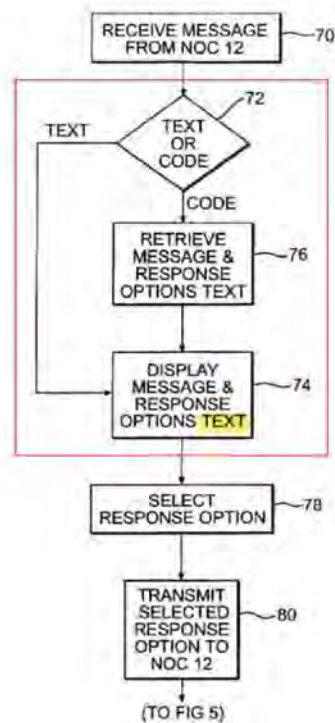 RECEIVE MESSAGE
FROM NOC 12
70
72
TEXT
TEXT
OR
CODE
CODE
RETRIEVE
MESSAGE &
RESPONSE
OPTIONS TEXT
76
DISPLAY
MESSAGE &
RESPONSE
OPTIONS TEXT
74
SELECT
RESPONSE OPTION
78
TRANSMIT
SELECTED
RESPONSE
OPTION TO
NOC 12
80
(TO FIG 5)